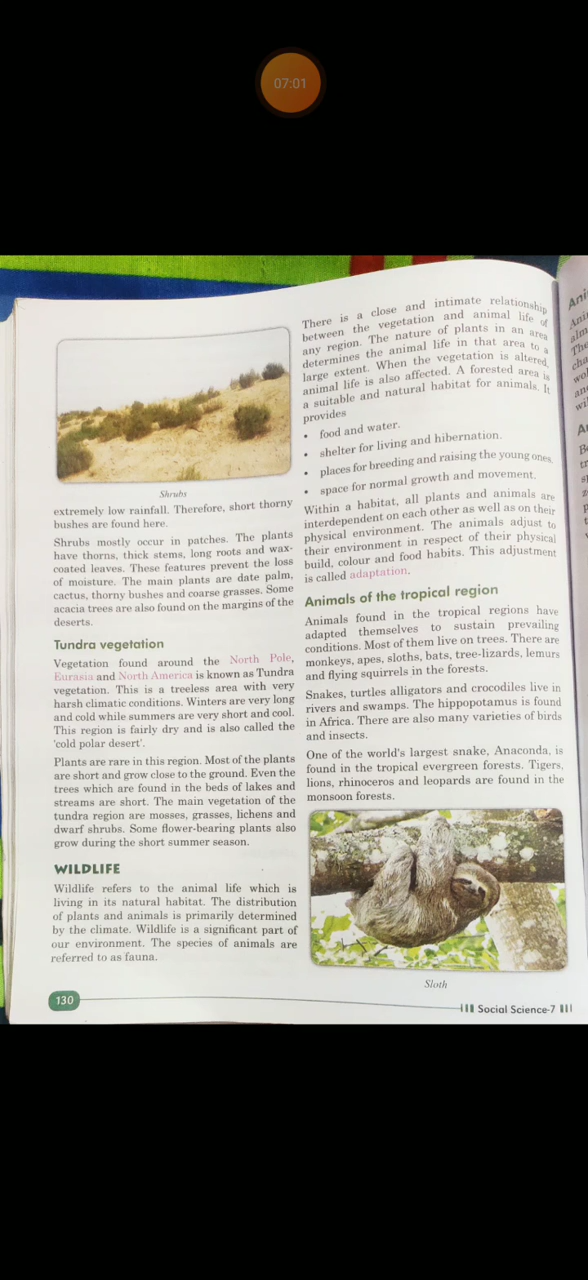 07:01
Shrubs
extremely low rainfall. Therefore, short thorny
bushes are found here.
Shrubs mostly occur in patches. The plants
have thorns, thick stems, long roots and wax-
coated leaves. These features prevent the loss
of moisture. The main plants are date palm,
cactus, thorny bushes and coarse grasses. Some
acacia trees are also found on the margins of the
deserts.
Tundra vegetation
Vegetation found around the North Pole,
Eurasia and North America is known as Tundra
vegetation. This is a treeless area with very
harsh climatic conditions. Winters are very long
and cold while summers are very short and cool.
This region is fairly dry and is also called the
'cold polar desert'.
Plants are rare in this region. Most of the plants
are short and grow close to the ground. Even the
trees which are found in the beds of lakes and
streams are short. The main vegetation of the
tundra region are mosses, grasses, lichens and
dwarf shrubs. Some flower-bearing plants also
grow during the short summer season.
WILDLIFE
Wildlife refers to the animal life which is
living in its natural habitat. The distribution
of plants and animals is primarily determined
by the climate. Wildlife is a significant part of
our environment. The species of animals are
referred to as fauna.
There is a close and intimate relationship
between the vegetation and animal life of
any region. The nature of plants in an area
determines the animal life in that area to a
large extent. When the vegetation is altered,
animal life is also affected. A forested area is
a suitable and natural habitat for animals. It
provides
• food and water.
• shelter for living and hibernation.
• places for breeding and raising the young ones.
• space for normal growth and movement.
Within a habitat, all plants and animals are
interdependent on each other as well as on their
physical environment. The animals adjust to
their environment in respect of their physical
build, colour and food habits. This adjustment
is called adaptation.
Animals of the tropical region
Animals found in the tropical regions have
adapted themselves to sustain prevailing
conditions. Most of them live on trees. There are
monkeys, apes, sloths, bats, tree-lizards, lemurs
and flying squirrels in the forests.
Snakes, turtles alligators and crocodiles live in
rivers and swamps. The hippopotamus is found
in Africa. There are also many varieties of birds
and insects.
One of the world's largest snake, Anaconda, is
found in the tropical evergreen forests. Tigers,
lions, rhinoceros and leopards are found in the
monsoon forests.
Sloth
130
Social Science-7